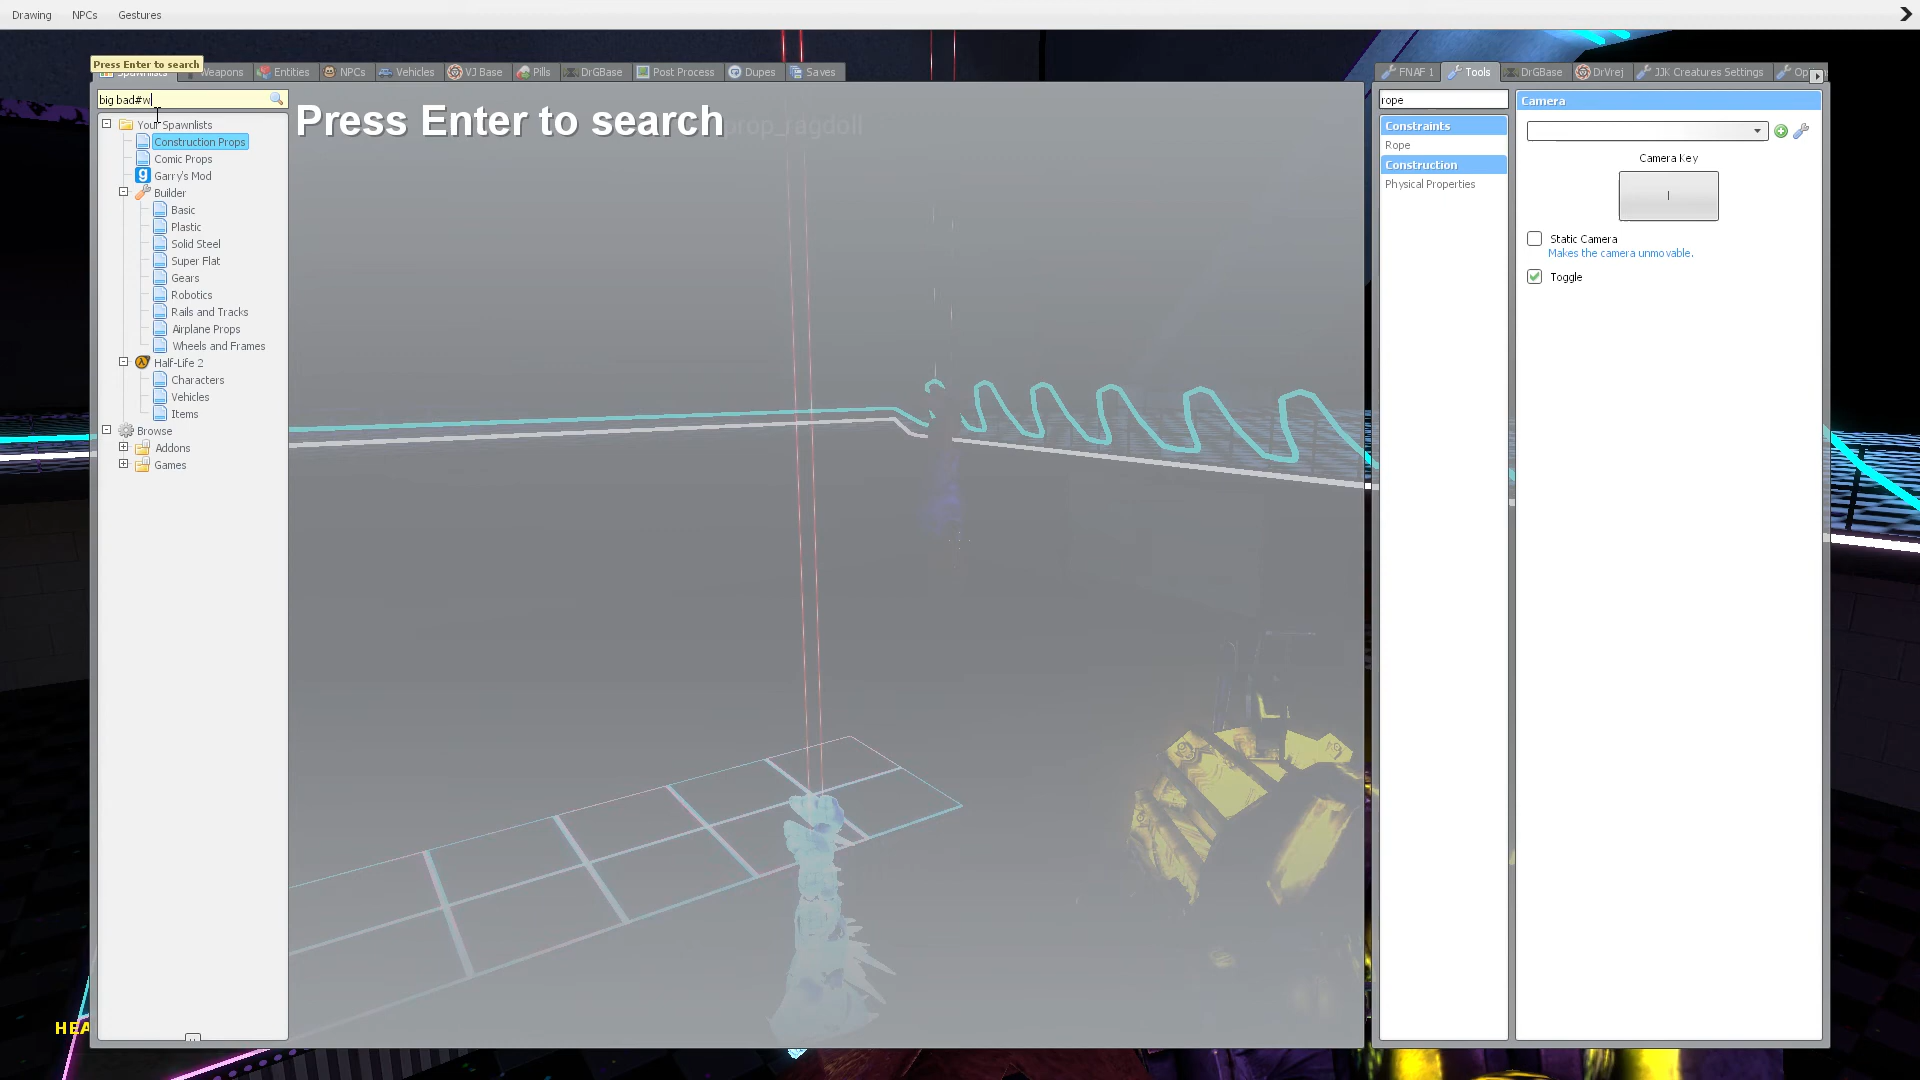 Drawing NPCs Gestures
Press Enter to search
Spawnlists Weapons Entities NPCs Vehicles VJ Base Pills DrGBase Post Process Dupes Saves
FNAF 1 Tools DrGBase DrVrej JJK Creatures Settings
big bad#w
Press Enter to search
prop_ragdoll
Your Spawnlists
Construction Props
Comic Props
Garry's Mod
Builder
Basic
Plastic
Solid Steel
Super Flat
Gears
Robotics
Rails and Tracks
Airplane Props
Wheels and Frames
Half-Life 2
Characters
Vehicles
Items
Browse
Addons
Games
rope
Constraints
Rope
Construction
Physical Properties
Camera
Camera Key
I
Static Camera
Makes the camera unmovable.
Toggle
HEA